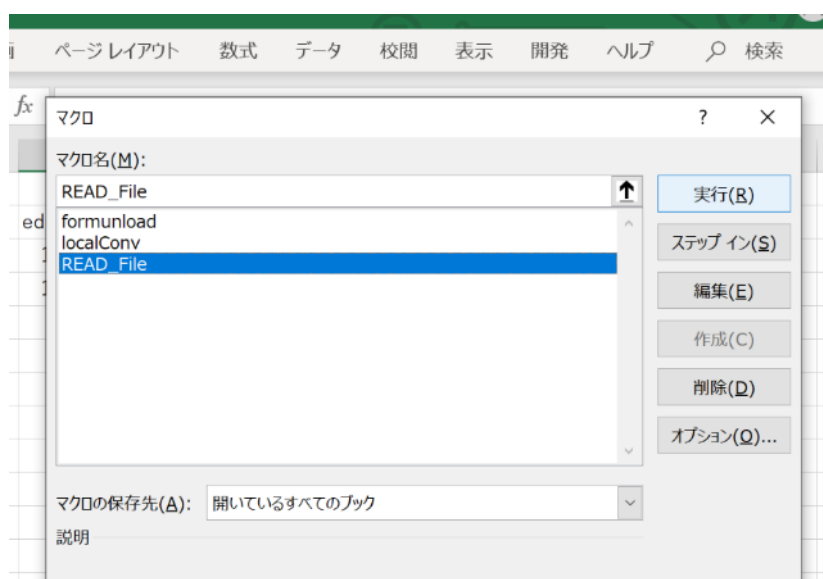 ページ レイアウト 数式 データ 校閲 表示 開発 ヘルプ 検索
fx
マクロ ? ×
マクロ名(M):
READ_File
実行(R)
ed
formunload
localConv
READ_File
ステップ イン(S)
編集(E)
作成(C)
削除(D)
オプション(O)...
マクロの保存先(A): 開いているすべてのブック
説明